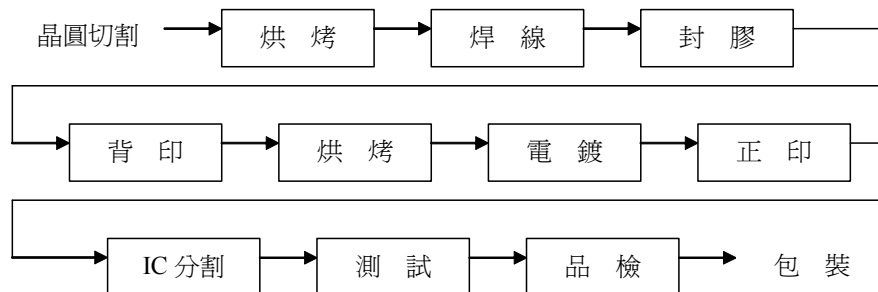 晶圓切割 烘 烤 焊 線 封 膠
背 印 烘 烤 電 鍍 正 印
IC 分割 測 試 品 檢 包 裝